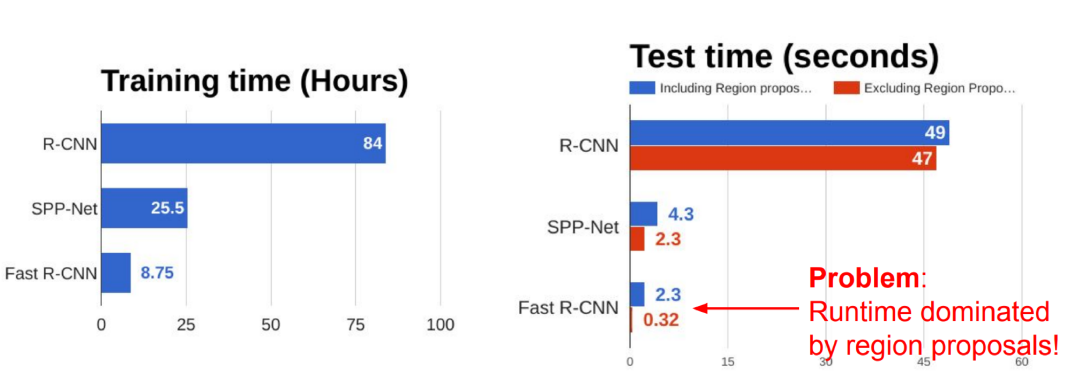 Training time (Hours)
R-CNN
84
SPP-Net
25.5
Fast R-CNN
8.75
0 25 50 75 100
Test time (seconds)
Including Region propos… Excluding Region Propo…
R-CNN
49
47
SPP-Net
4.3
2.3
Fast R-CNN
2.3
0.32
Problem:
Runtime dominated
by region proposals!
0 15 30 45 60